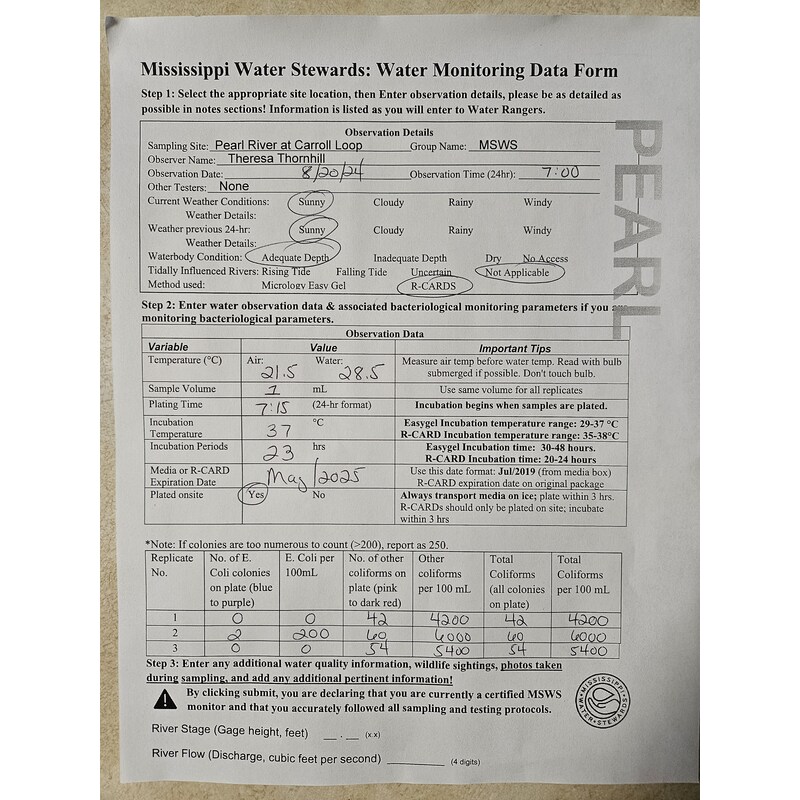 Mississippi Water Stewards: Water Monitoring Data Form
Step 1: Select the appropriate site location, then Enter observation details, please be as detailed as
possible in notes sections! Information is listed as you will enter to Water Rangers.
PEARL
Observation Details
Sampling Site: Pearl River at Carroll Loop Group Name: MSWS
Observer Name: Theresa Thornhill
Observation Date: 8/20/24 Observation Time (24hr): 7:00
Other Testers: None
Current Weather Conditions: Sunny Cloudy Rainy Windy
Weather Details:
Weather previous 24-hr: Sunny Cloudy Rainy Windy
Weather Details:
Waterbody Condition: Adequate Depth Inadequate Depth Dry No Access
Tidally Influenced Rivers: Rising Tide Falling Tide Uncertain Not Applicable
Method used: Micrology Easy Gel R-CARDS
Step 2: Enter water observation data & associated bacteriological monitoring parameters if you are
monitoring bacteriological parameters.
Observation Data
Variable Value Important Tips
Temperature (°C) Air: 21.5 Water: 28.5 Measure air temp before water temp. Read with bulb
submerged if possible. Don't touch bulb.
Sample Volume 1 mL Use same volume for all replicates
Plating Time 7:15 (24-hr format) Incubation begins when samples are plated.
Incubation Temperature 37 °C Easygel Incubation temperature range: 29-37 °C
R-CARD Incubation temperature range: 35-38°C
Incubation Periods 23 hrs Easygel Incubation time: 30-48 hours.
R-CARD Incubation time: 20-24 hours
Media or R-CARD Expiration Date May/2025 Use this date format: Jul/2019 (from media box)
R-CARD expiration date on original package
Plated onsite Yes No Always transport media on ice; plate within 3 hrs.
R-CARDs should only be plated on site; incubate
within 3 hrs
*Note: If colonies are too numerous to count (>200), report as 250.
Replicate No. No. of E. Coli colonies on plate (blue to purple) E. Coli per 100mL No. of other coliforms on plate (pink to dark red) Other coliforms per 100 mL Total Coliforms (all colonies on plate) Total Coliforms per 100 mL
1 0 0 42 4200 42 4200
2 2 200 60 6000 60 6000
3 0 0 54 5400 54 5400
Step 3: Enter any additional water quality information, wildlife sightings, photos taken
during sampling, and add any additional pertinent information!
By clicking submit, you are declaring that you are currently a certified MSWS
monitor and that you accurately followed all sampling and testing protocols.
MISSISSIPPI WATER STEWARDS
River Stage (Gage height, feet) __ . __ (x.x)
River Flow (Discharge, cubic feet per second) ________ (4 digits)